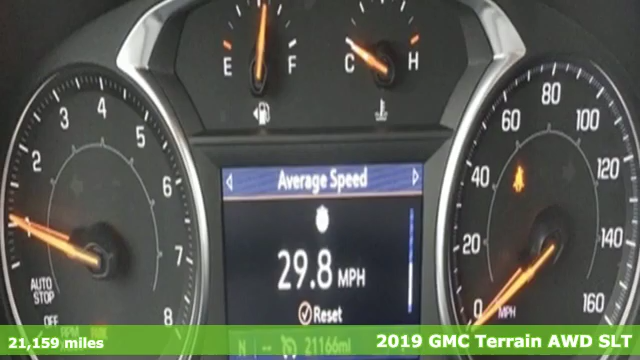 E F
C H
Average Speed
29.8 MPH
Reset
N -- 21166mi
1 2 3 4 5 6 7 8
AUTO
STOP
OFF
0 20 40 60 80 100 120 140 160
MPH
21,159 miles
2019 GMC Terrain AWD SLT